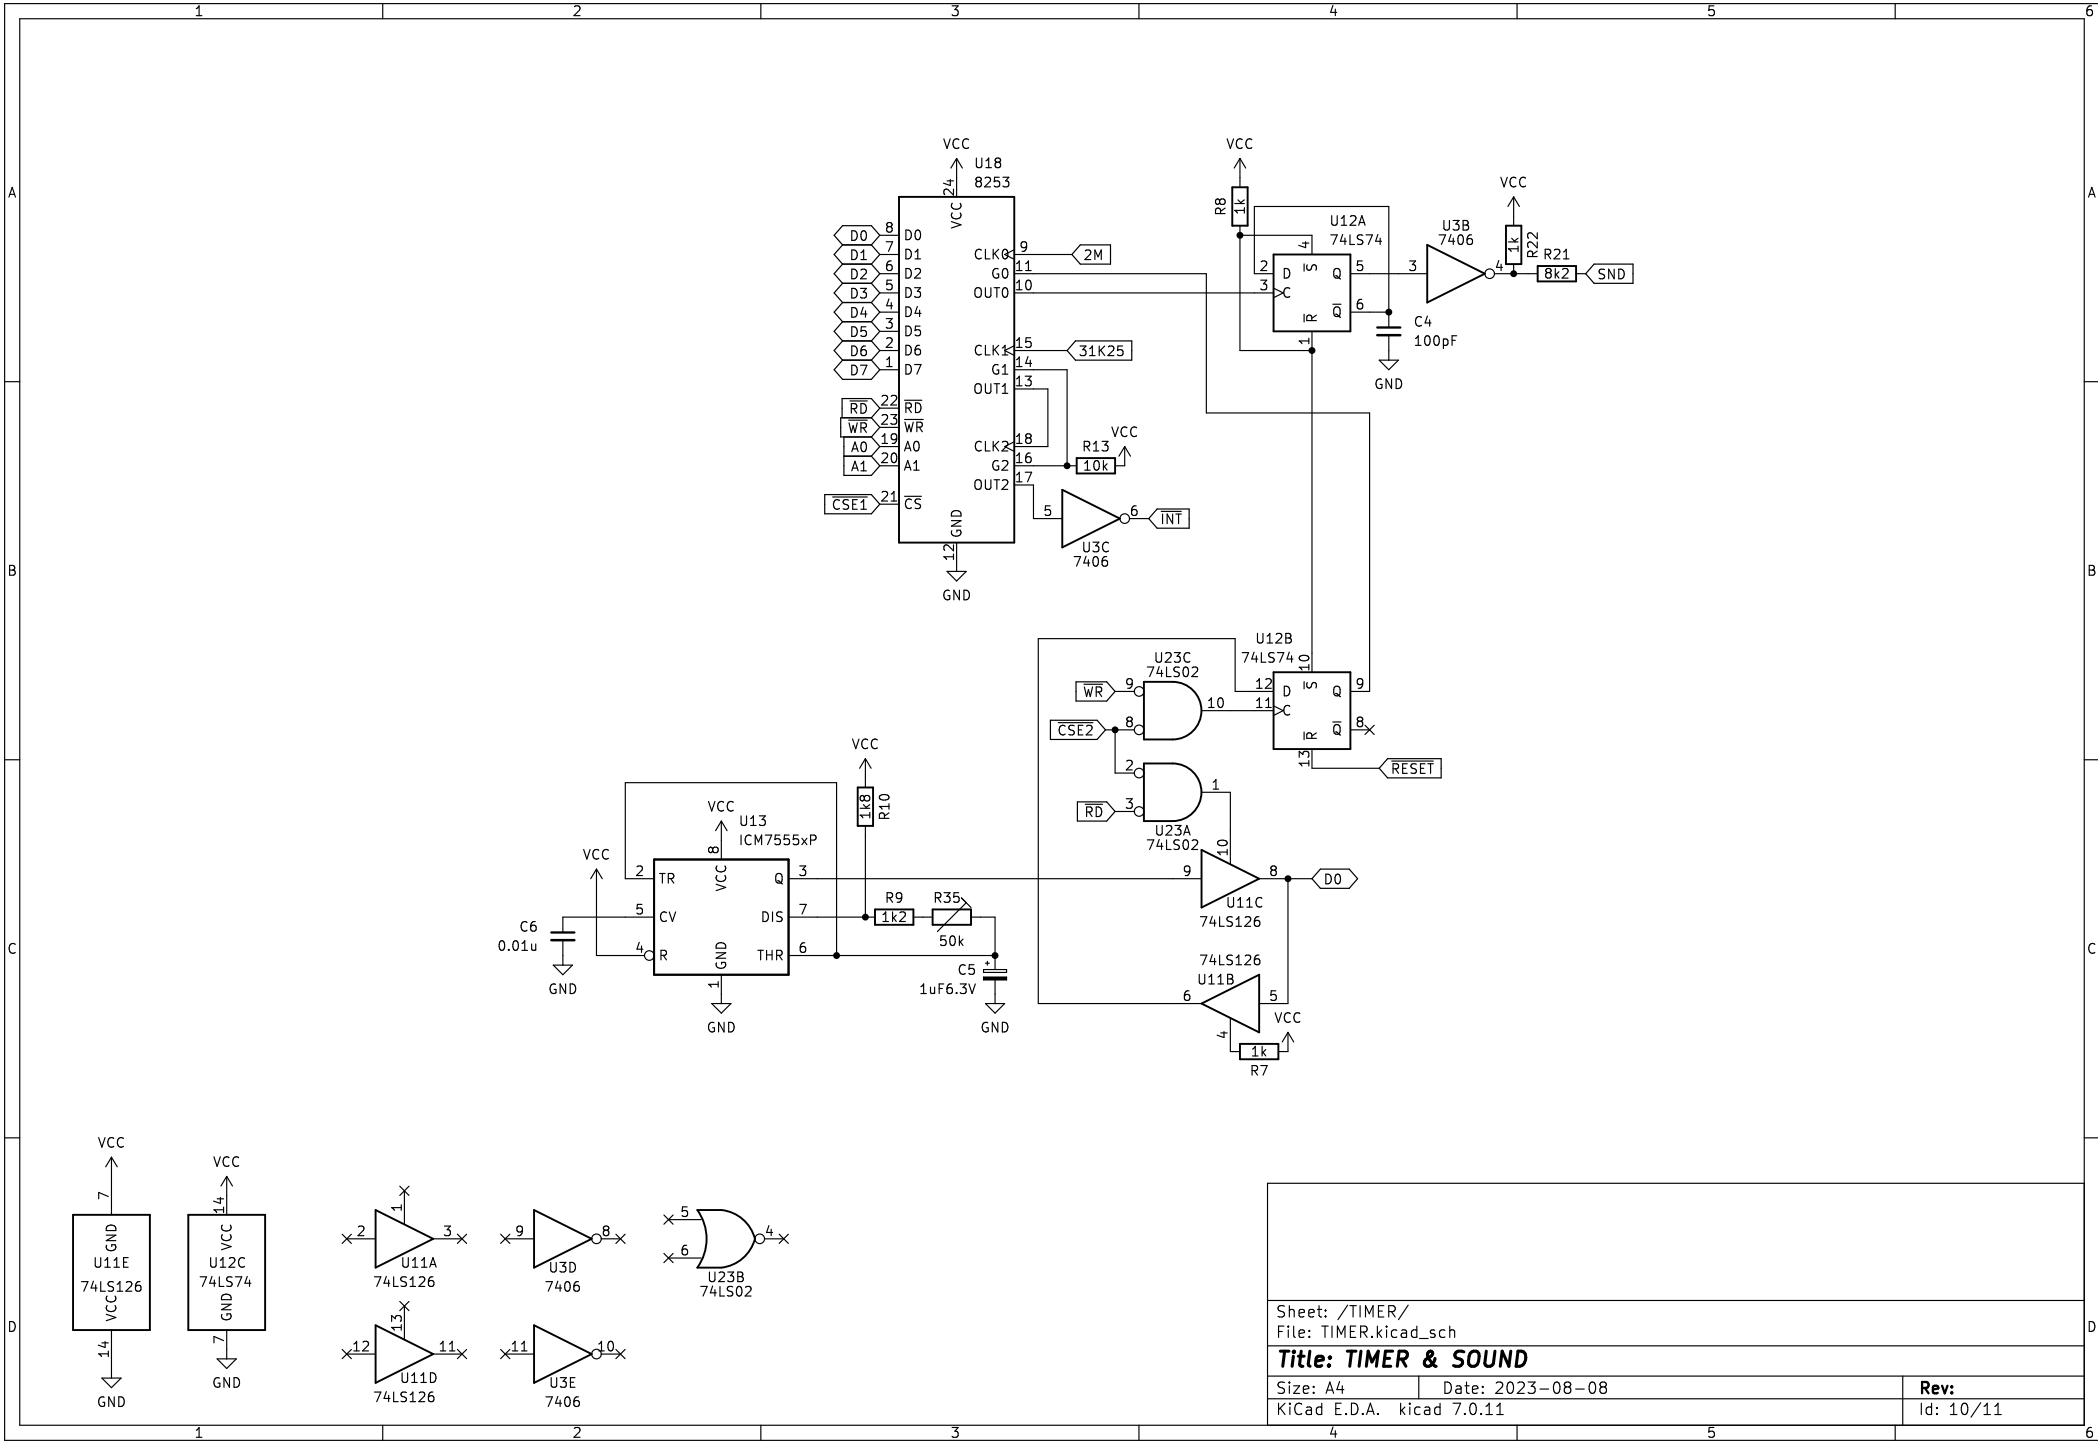 1 2 3 4 5 6
A A
B B
C C
D D
VCC
U18
8253
24
VCC
D0 8 D0
D1 7 D1
D2 6 D2
D3 5 D3
D4 4 D4
D5 3 D5
D6 2 D6
D7 1 D7
RD 22 RD
WR 23 WR
A0 19 A0
A1 20 A1
CSE1 21 CS
CLK0 9 2M
G0 11
OUT0 10
CLK1 15 31K25
G1 14
OUT1 13
CLK2 18
G2 16
OUT2 17
R13
10k
VCC
GND
12
GND
5 6 INT
U3C
7406
VCC
R8
1k
U12A
74LS74
4
2 D S Q 5
3 C
R Q 6
1
C4
100pF
GND
U3B
7406
3 4
VCC
1k
R22
R21
8k2
SND
U12B
74LS74
10
12 D S Q 9
11 C
R Q 8
13
RESET
U23C
74LS02
WR 9
10
CSE2 8
2
1
RD 3
U23A
74LS02
10
9 8 D0
U11C
74LS126
74LS126
U11B
6 5
4
VCC
1k
R7
VCC
1k8
R10
VCC
U13
ICM7555xP
8
VCC
VCC
2 TR Q 3
5 CV DIS 7
4 R THR 6
GND
1
GND
C6
0.01u
GND
R9
1k2
R35
50k
C5
+
1uF6.3V
GND
VCC
7
GND
U11E
74LS126
VCC
14
GND
VCC
14
VCC
U12C
74LS74
GND
7
GND
1
2 3
U11A
74LS126
13
12 11
U11D
74LS126
9 8
U3D
7406
11 10
U3E
7406
5
4
6
U23B
74LS02
Sheet: /TIMER/
File: TIMER.kicad_sch
Title: TIMER & SOUND
Size: A4 Date: 2023-08-08 Rev:
KiCad E.D.A. kicad 7.0.11 Id: 10/11
1 2 3 4 5 6